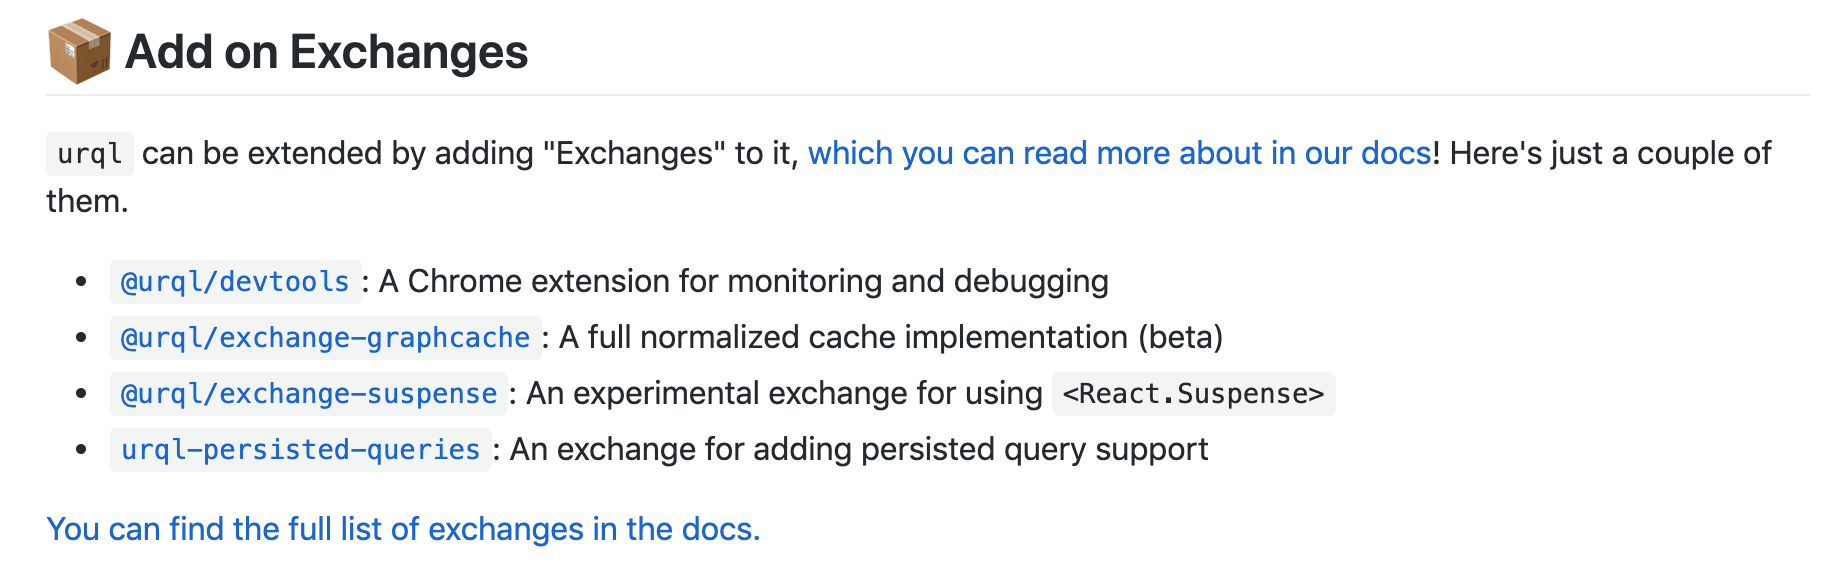 Add on Exchanges
urql can be extended by adding "Exchanges" to it, which you can read more about in our docs! Here's just a couple of
them.
• @urql/devtools: A Chrome extension for monitoring and debugging
• @urql/exchange-graphcache: A full normalized cache implementation (beta)
• @urql/exchange-suspense: An experimental exchange for using <React.Suspense>
• urql-persisted-queries: An exchange for adding persisted query support
You can find the full list of exchanges in the docs.